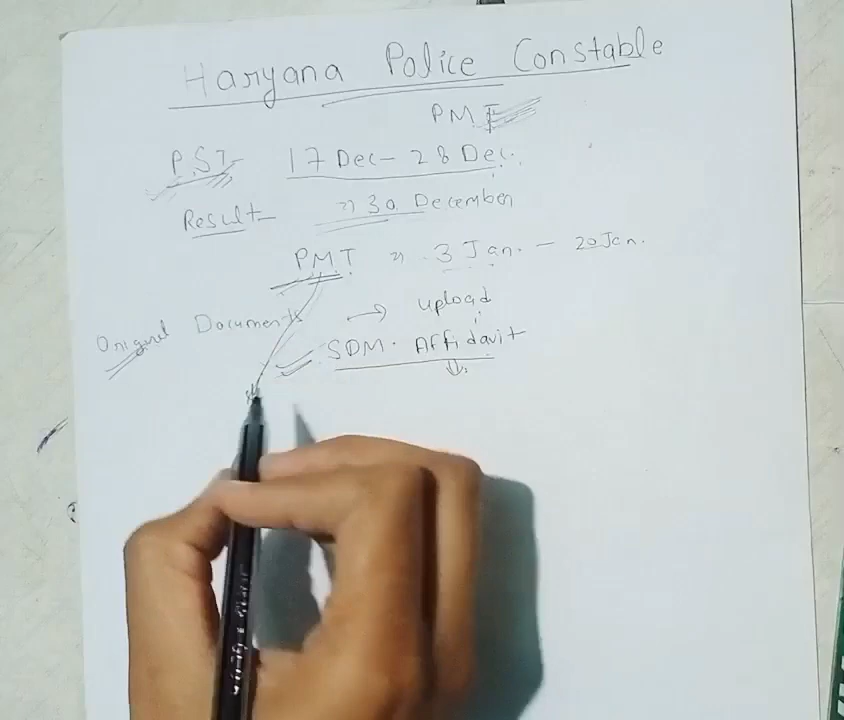 Haryana Police Constable
PMT
P.ST- 17 Dec - 28 Dec.
Result- 30 December
PMT 3 Jan. - 20 Jan.
Original Documents → upload
SDM. Affidavit